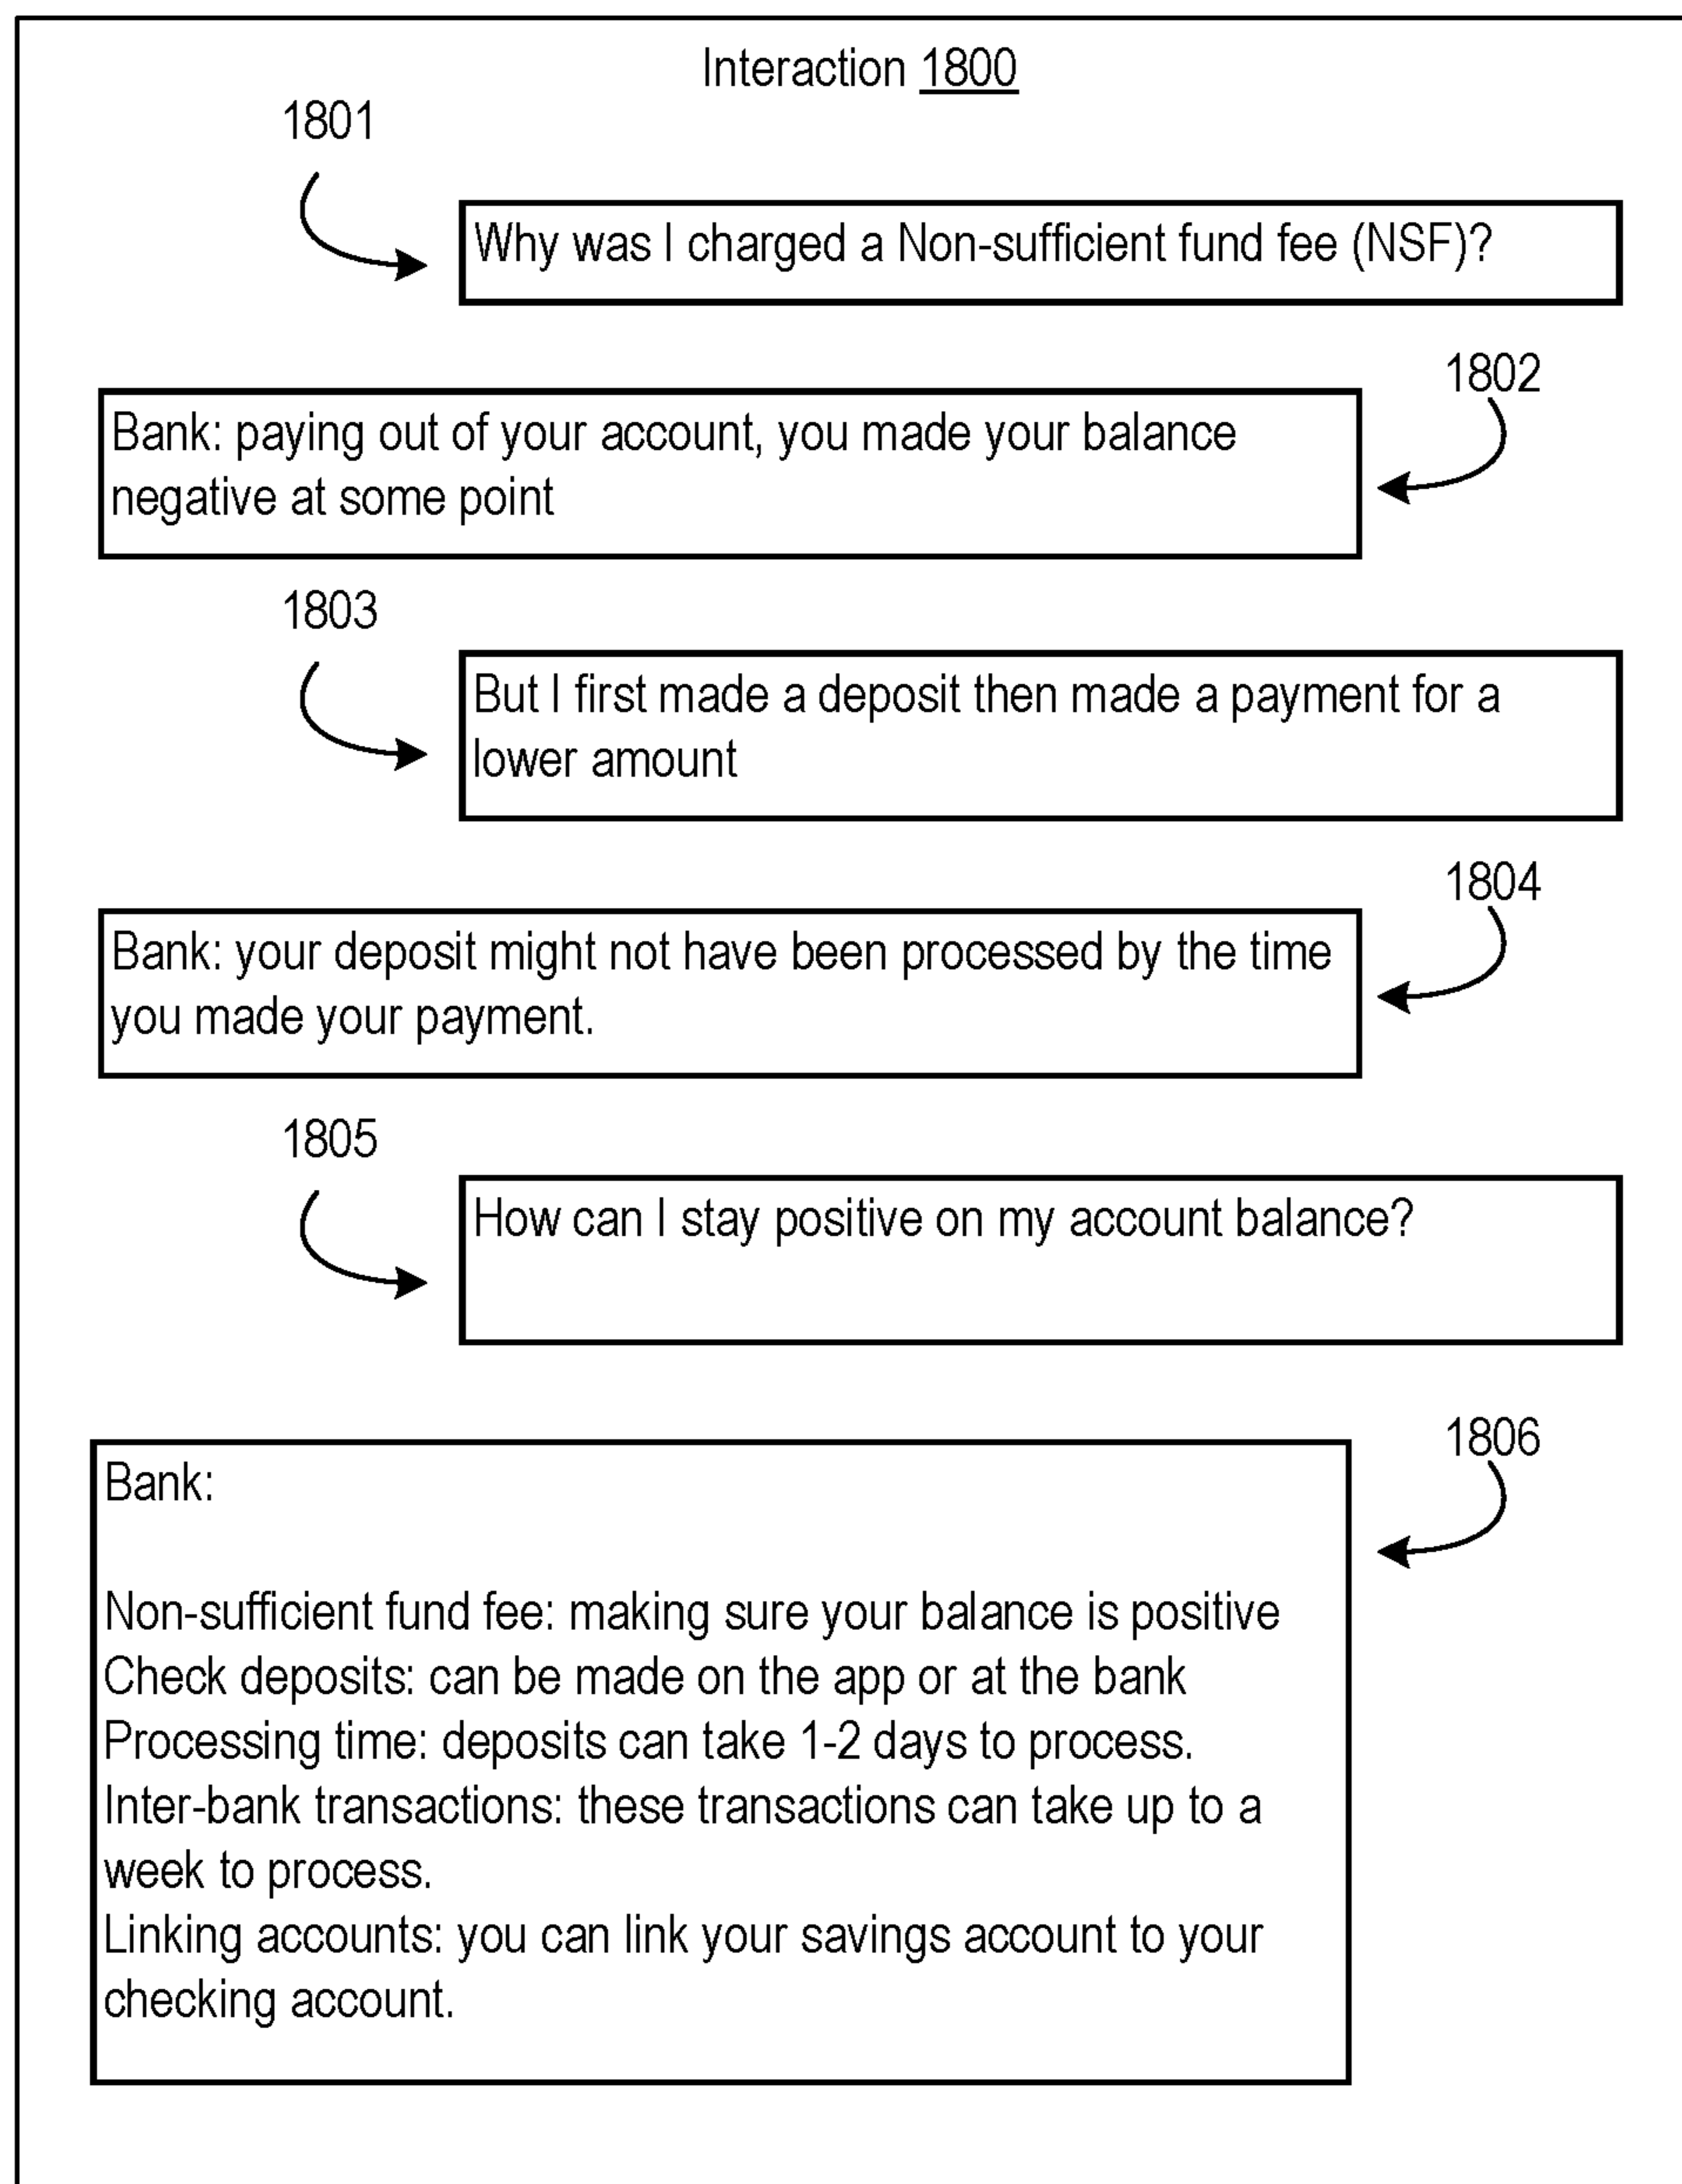 Interaction 1800
1801
Why was I charged a Non-sufficient fund fee (NSF)?
1802
Bank: paying out of your account, you made your balance
negative at some point
1803
But I first made a deposit then made a payment for a
lower amount
1804
Bank: your deposit might not have been processed by the time
you made your payment.
1805
How can I stay positive on my account balance?
1806
Bank:
Non-sufficient fund fee: making sure your balance is positive
Check deposits: can be made on the app or at the bank
Processing time: deposits can take 1-2 days to process.
Inter-bank transactions: these transactions can take up to a
week to process.
Linking accounts: you can link your savings account to your
checking account.